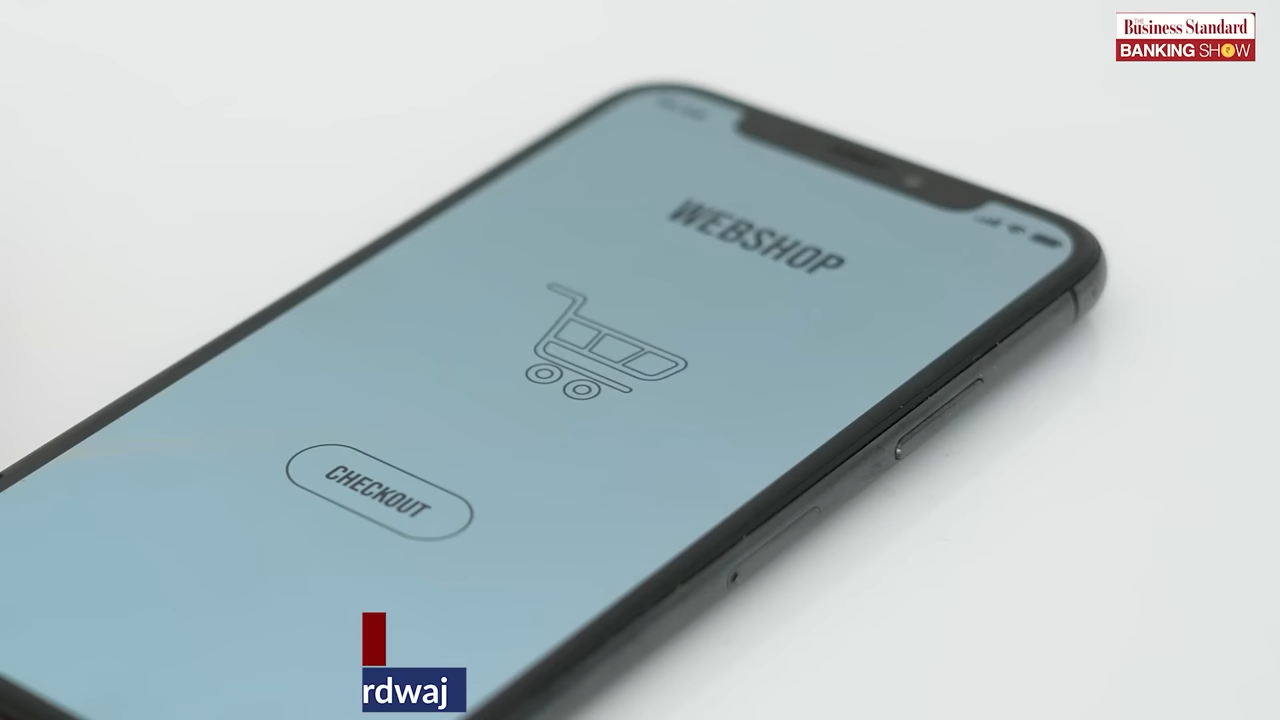 THE
Business Standard
BANKING SHOW
WEBSHOP
CHECKOUT
rdwaj